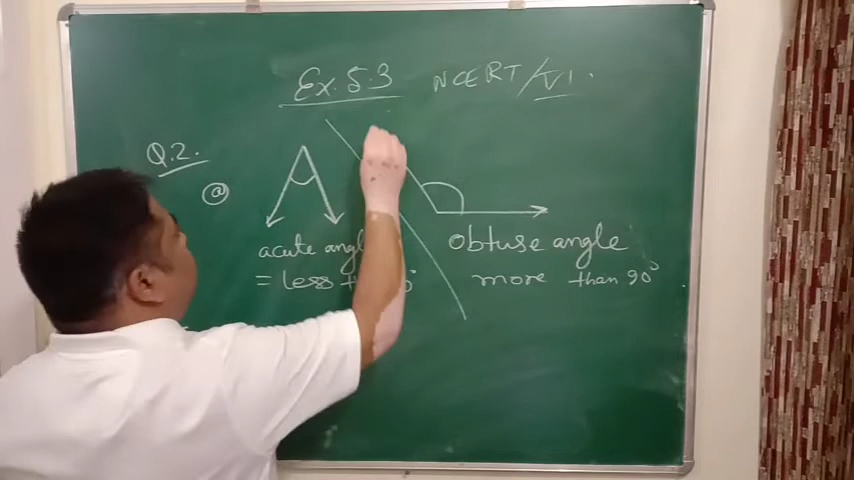 Ex. 5.3 NCERT/VI.
Q.2.
@
acute angl obtuse angle
= less more than 90°